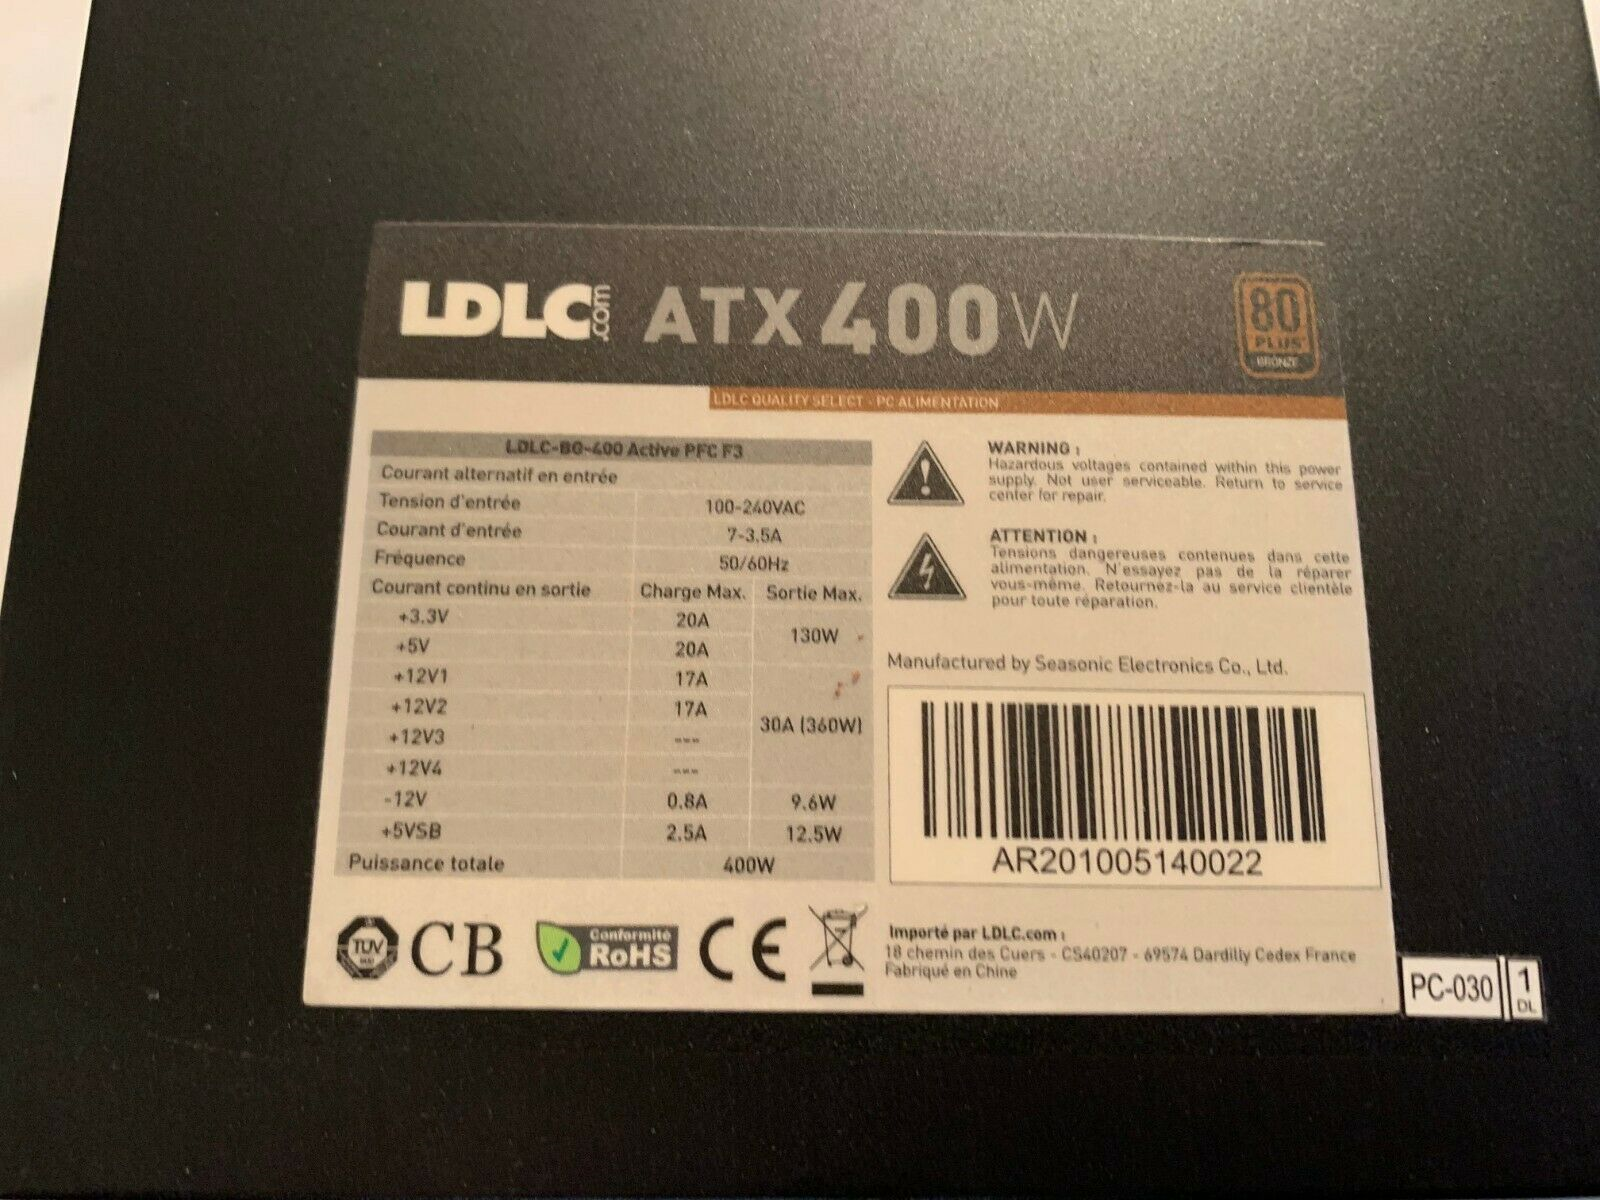 LDLC.com ATX400W
80
PLUS
BRONZE
LDLC QUALITY SELECT - PC ALIMENTATION
LDLC-BQ-400 Active PFC F3
Courant alternatif en entrée
Tension d'entrée 100-240VAC
Courant d'entrée 7-3.5A
Fréquence 50/60Hz
Courant continu en sortie Charge Max. Sortie Max.
+3.3V 20A
130W
+5V 20A
+12V1 17A
+12V2 17A
30A (360W)
+12V3 ---
+12V4 ---
-12V 0.8A 9.6W
+5VSB 2.5A 12.5W
Puissance totale 400W
WARNING :
Hazardous voltages contained within this power
supply. Not user serviceable. Return to service
center for repair.
ATTENTION :
Tensions dangereuses contenues dans cette
alimentation. N'essayez pas de la réparer
vous-même. Retournez-la au service clientèle
pour toute réparation.
Manufactured by Seasonic Electronics Co., Ltd.
AR201005140022
TÜV
CB
Conformité
RoHS
CE
Importé par LDLC.com :
18 chemin des Cuers - CS40207 - 69574 Dardilly Cedex France
Fabriqué en Chine
PC-030
1
DL